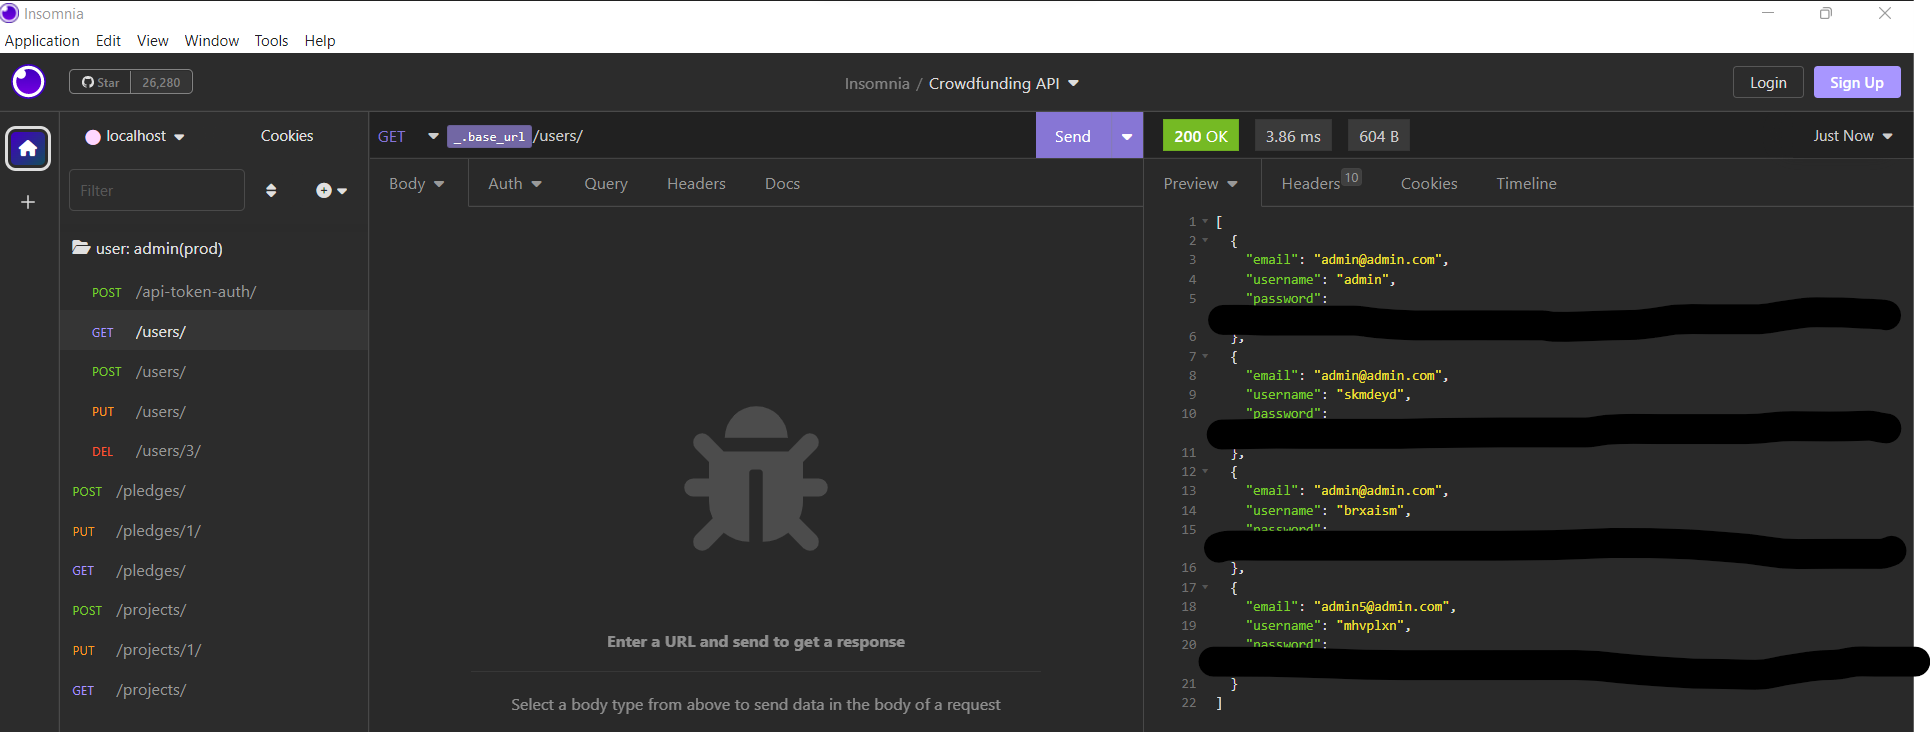 Insomnia
Application Edit View Window Tools Help
Star 26,280
Insomnia / Crowdfunding API
Login Sign Up
localhost Cookies
Filter
user: admin(prod)
POST /api-token-auth/
GET /users/
POST /users/
PUT /users/
DEL /users/3/
POST /pledges/
PUT /pledges/1/
GET /pledges/
POST /projects/
PUT /projects/1/
GET /projects/
GET _.base_url/users/ Send
Body Auth Query Headers Docs
Enter a URL and send to get a response
Select a body type from above to send data in the body of a request
200 OK 3.86 ms 604 B Just Now
Preview Headers 10 Cookies Timeline
1 [
2 {
3 "email": "admin@admin.com",
4 "username": "admin",
5 "password":
6 },
7 {
8 "email": "admin@admin.com",
9 "username": "skmdeyd",
10 "password":
11 },
12 {
13 "email": "admin@admin.com",
14 "username": "brxaism",
15 "password":
16 },
17 {
18 "email": "admin5@admin.com",
19 "username": "mhvplxn",
20 "password":
21 }
22 ]